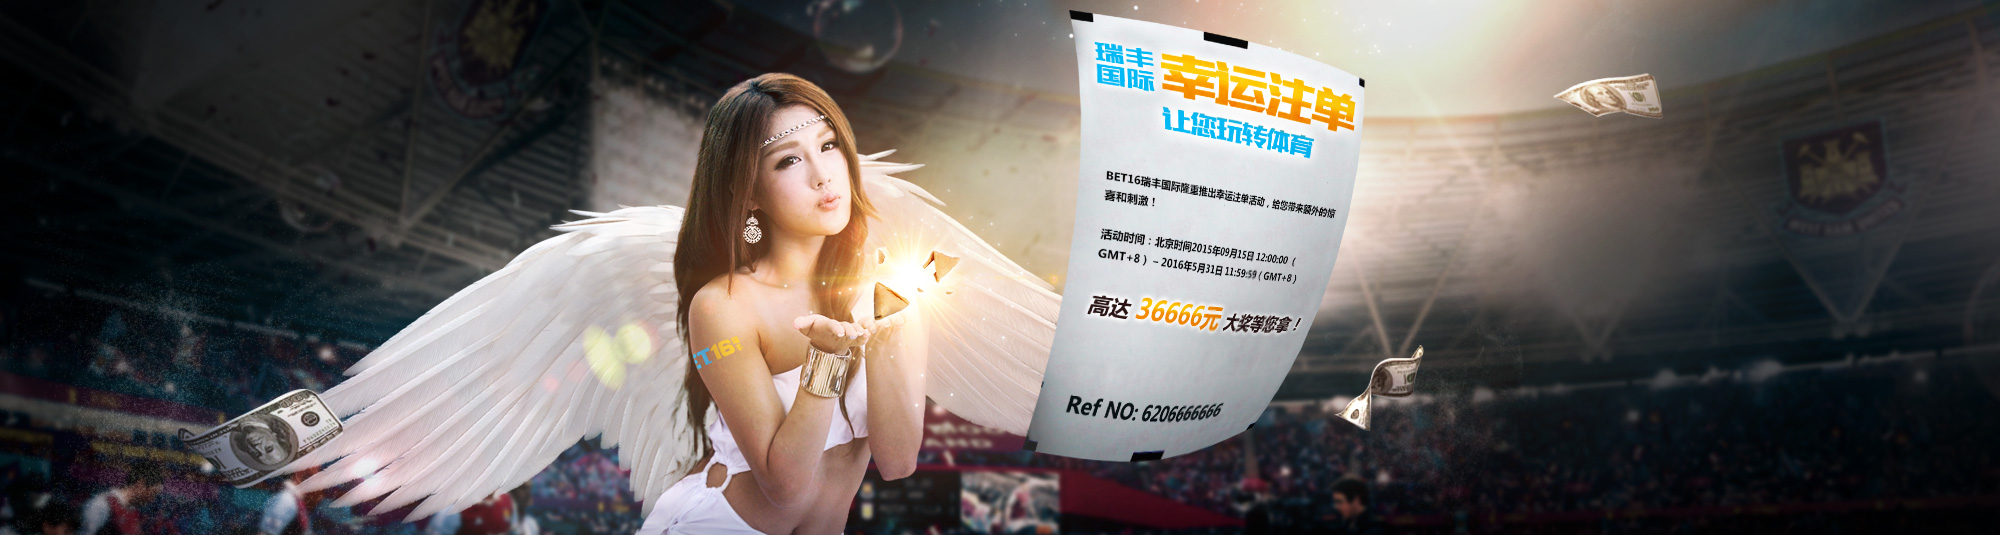 瑞丰
国际
幸运注单
让您玩转体育
BET16瑞丰国际隆重推出幸运注单活动，给您带来额外的惊
喜和刺激！
活动时间：北京时间2015年09月15日 12:00:00（
GMT+8 ）– 2016年5月31日 11:59:59 ( GMT+8 )
高达 36666元 大奖等您拿！
Ref NO: 6206666666
ET16